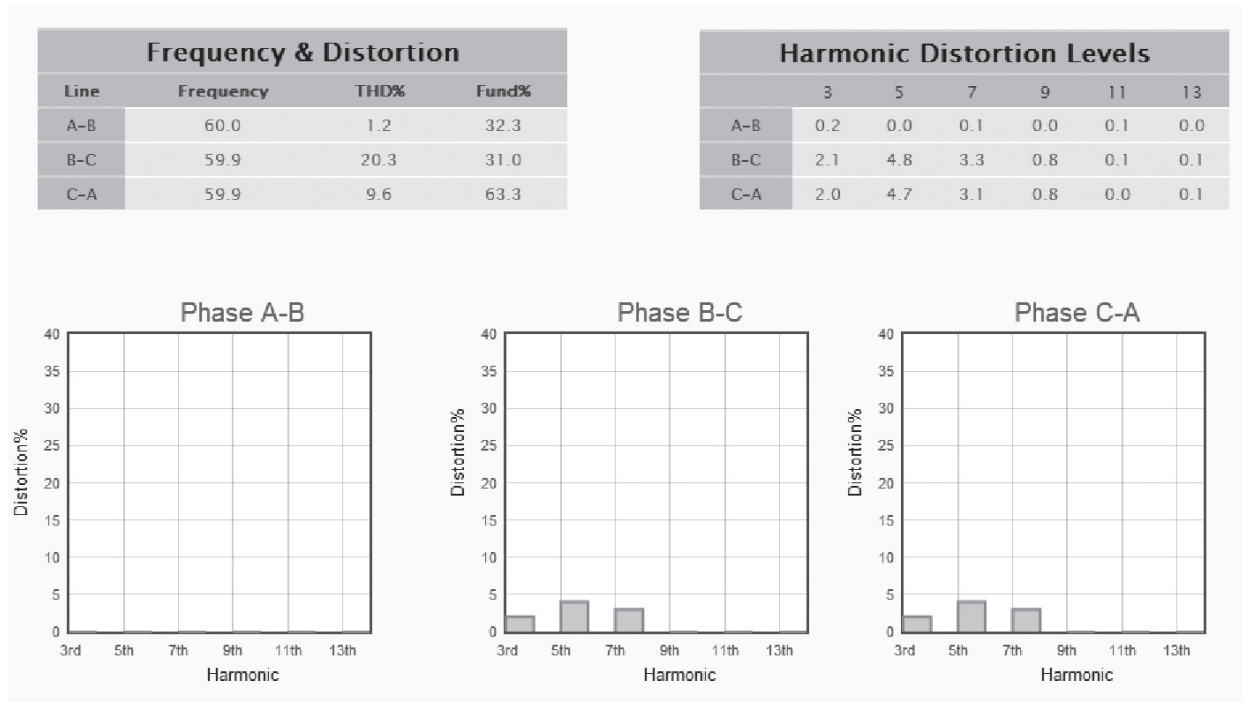 Frequency & Distortion
Line Frequency THD% Fund%
A-B 60.0 1.2 32.3
B-C 59.9 20.3 31.0
C-A 59.9 9.6 63.3
Harmonic Distortion Levels
3 5 7 9 11 13
A-B 0.2 0.0 0.1 0.0 0.1 0.0
B-C 2.1 4.8 3.3 0.8 0.1 0.1
C-A 2.0 4.7 3.1 0.8 0.0 0.1
Phase A-B
Distortion%
40
35
30
25
20
15
10
5
0
3rd 5th 7th 9th 11th 13th
Harmonic
Phase B-C
Distortion%
40
35
30
25
20
15
10
5
0
3rd 5th 7th 9th 11th 13th
Harmonic
Phase C-A
Distortion%
40
35
30
25
20
15
10
5
0
3rd 5th 7th 9th 11th 13th
Harmonic